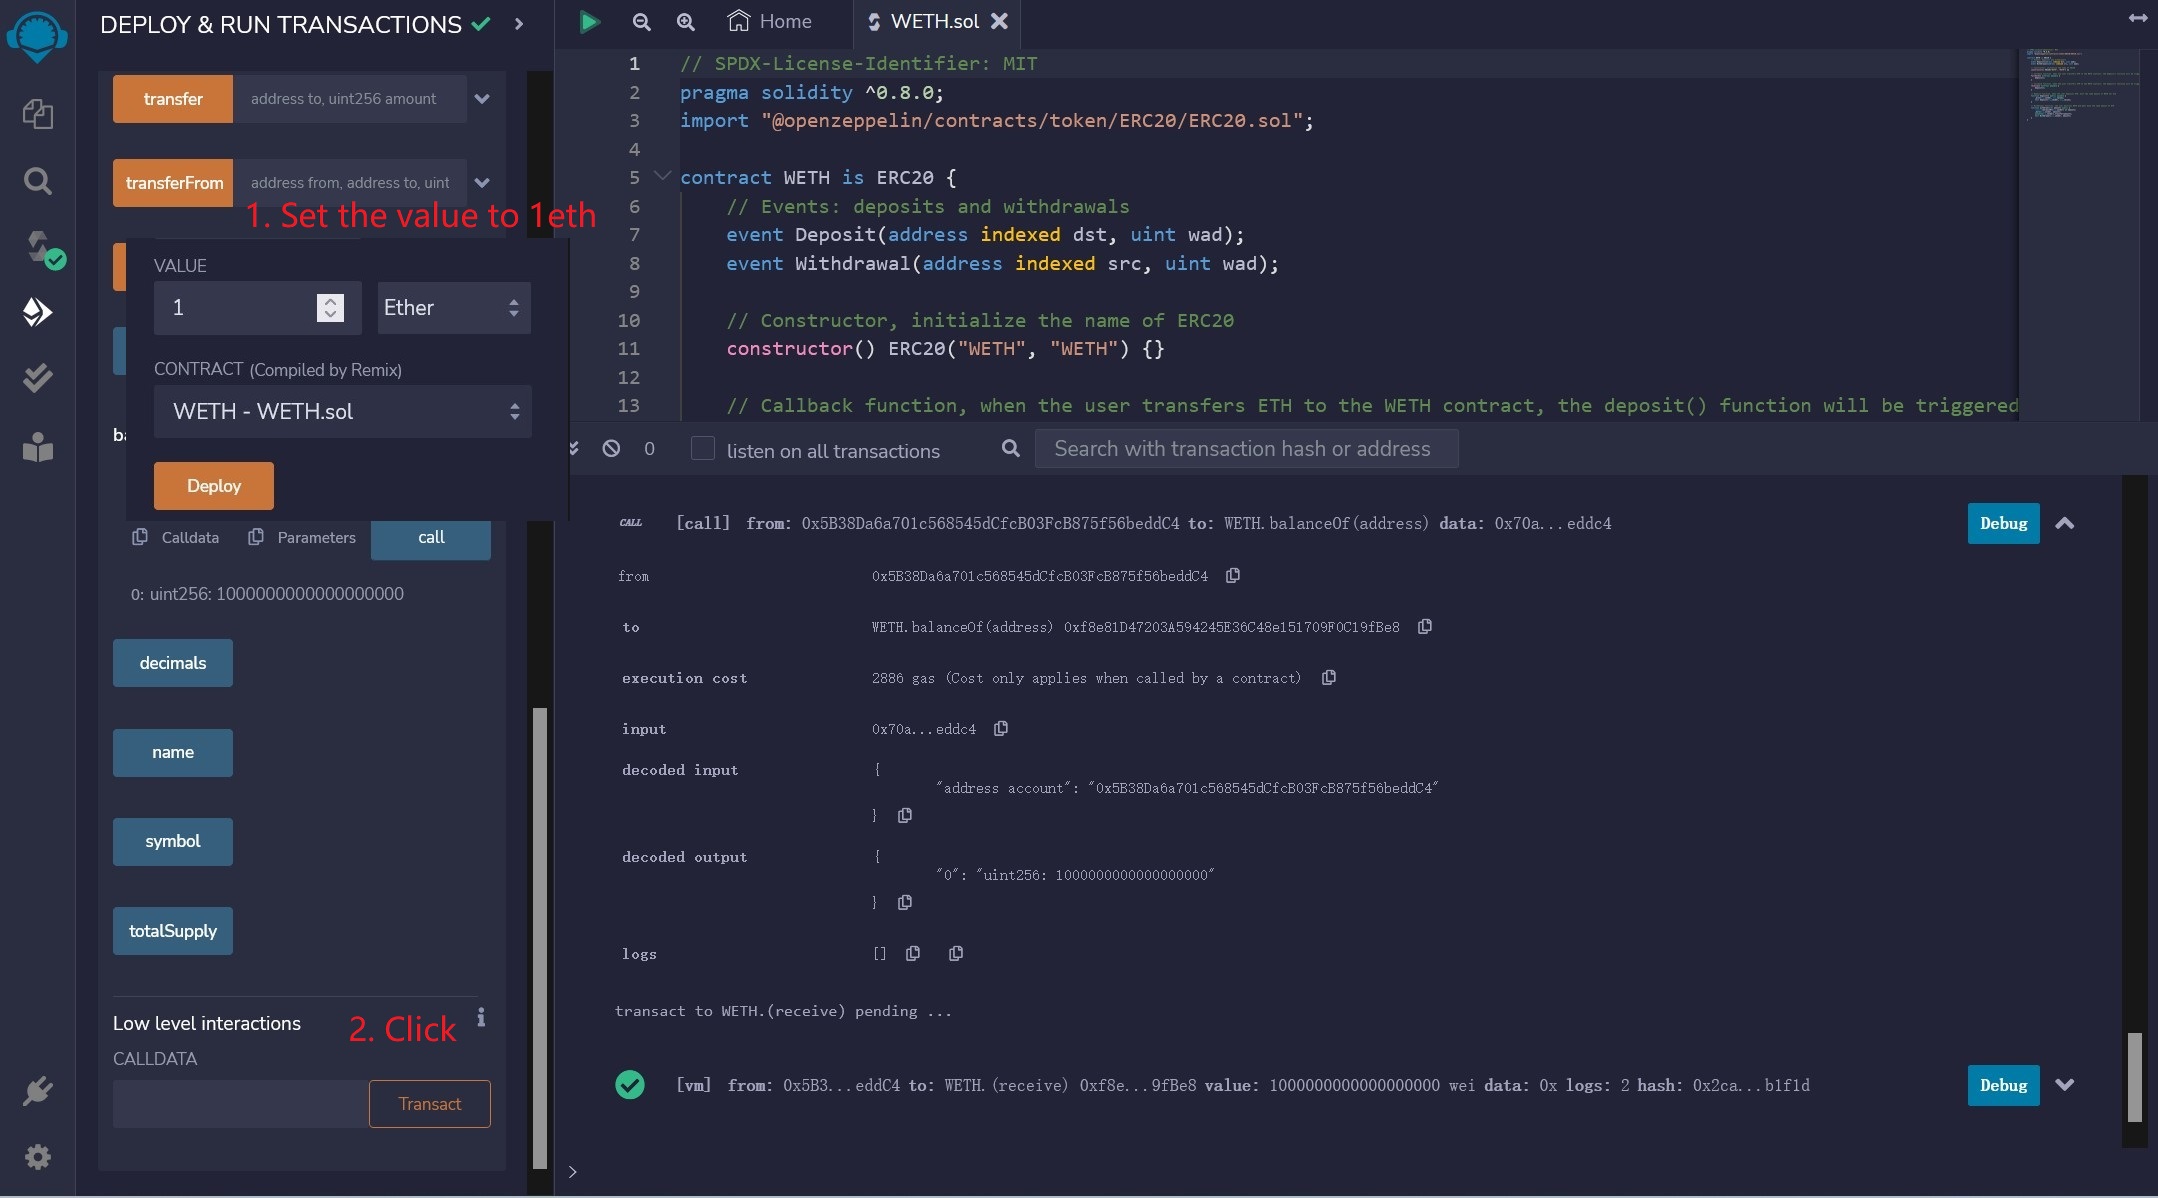 DEPLOY & RUN TRANSACTIONS
transfer address to, uint256 amount
transferFrom address from, address to, uint
1. Set the value to 1eth
VALUE
1 Ether
CONTRACT (Compiled by Remix)
WETH - WETH.sol
ba
Deploy
Calldata Parameters call
0: uint256: 1000000000000000000
decimals
name
symbol
totalSupply
Low level interactions
2. Click
CALLDATA
Transact
Home WETH.sol
1 // SPDX-License-Identifier: MIT
2 pragma solidity ^0.8.0;
3 import "@openzeppelin/contracts/token/ERC20/ERC20.sol";
4
5 contract WETH is ERC20 {
6 // Events: deposits and withdrawals
7 event Deposit(address indexed dst, uint wad);
8 event Withdrawal(address indexed src, uint wad);
9
10 // Constructor, initialize the name of ERC20
11 constructor() ERC20("WETH", "WETH") {}
12
13 // Callback function, when the user transfers ETH to the WETH contract, the deposit() function will be triggered
0 listen on all transactions Search with transaction hash or address
CALL [call] from: 0x5B38Da6a701c568545dCfcB03FcB875f56beddC4 to: WETH.balanceOf(address) data: 0x70a...eddc4 Debug
from 0x5B38Da6a701c568545dCfcB03FcB875f56beddC4
to WETH.balanceOf(address) 0xf8e81D47203A594245E36C48e151709F0C19fBe8
execution cost 2886 gas (Cost only applies when called by a contract)
input 0x70a...eddc4
decoded input {
"address account": "0x5B38Da6a701c568545dCfcB03FcB875f56beddC4"
}
decoded output {
"0": "uint256: 1000000000000000000"
}
logs []
transact to WETH.(receive) pending ...
[vm] from: 0x5B3...eddC4 to: WETH.(receive) 0xf8e...9fBe8 value: 1000000000000000000 wei data: 0x logs: 2 hash: 0x2ca...b1f1d Debug
>